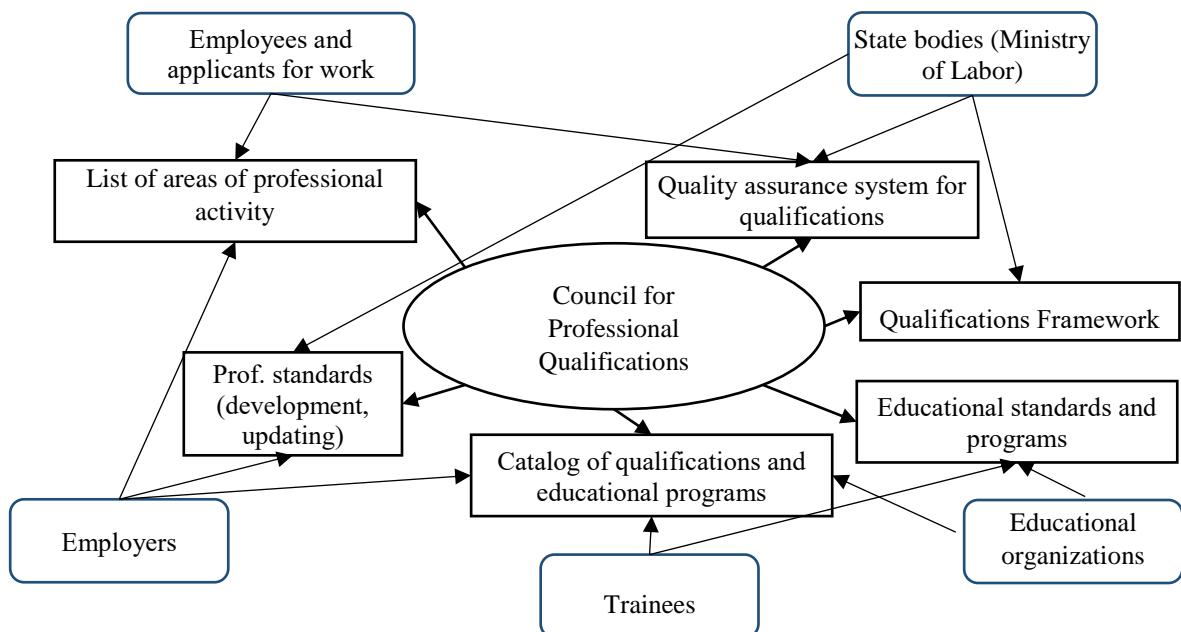 Employees and
applicants for work
State bodies (Ministry
of Labor)
List of areas of professional
activity
Quality assurance system for
qualifications
Council for
Professional
Qualifications
Qualifications Framework
Prof. standards
(development,
updating)
Educational standards and
programs
Catalog of qualifications and
educational programs
Employers
Educational
organizations
Trainees